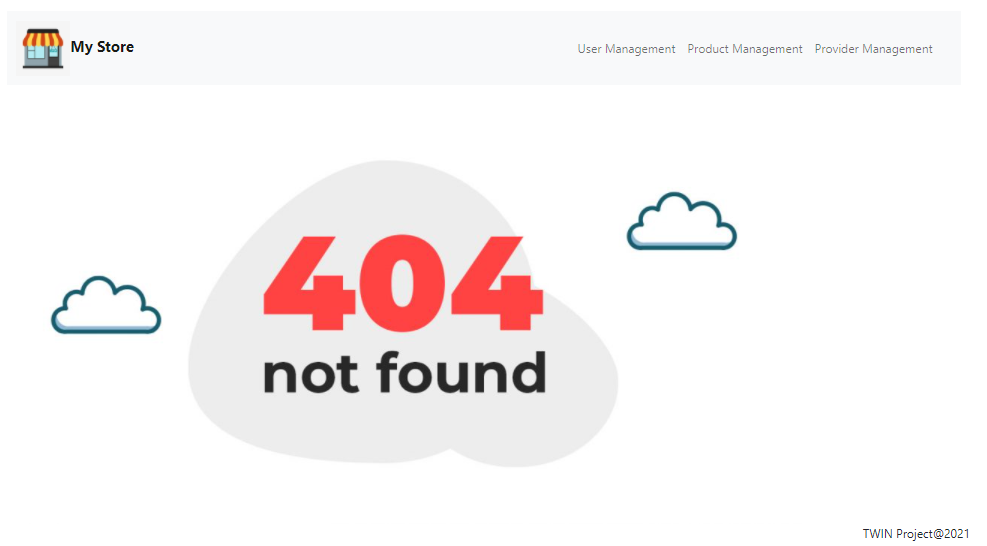 My Store
User Management Product Management Provider Management
404
not found
TWIN Project@2021